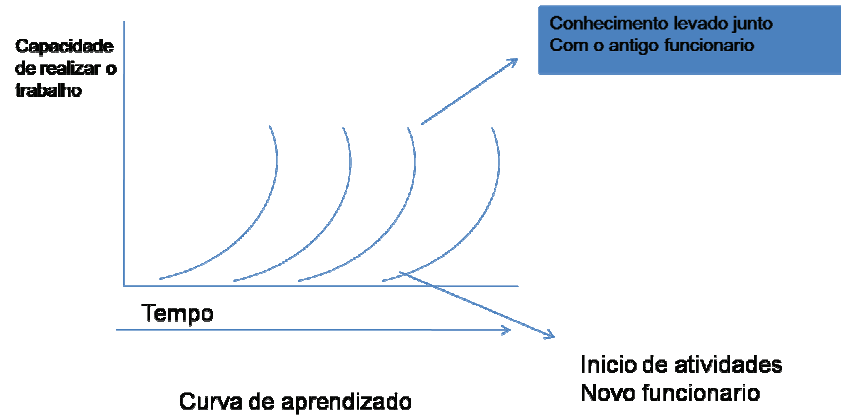 Capacidade
de realizar o
trabalho
Conhecimento levado junto
Com o antigo funcionario
Tempo
Inicio de atividades
Novo funcionario
Curva de aprendizado